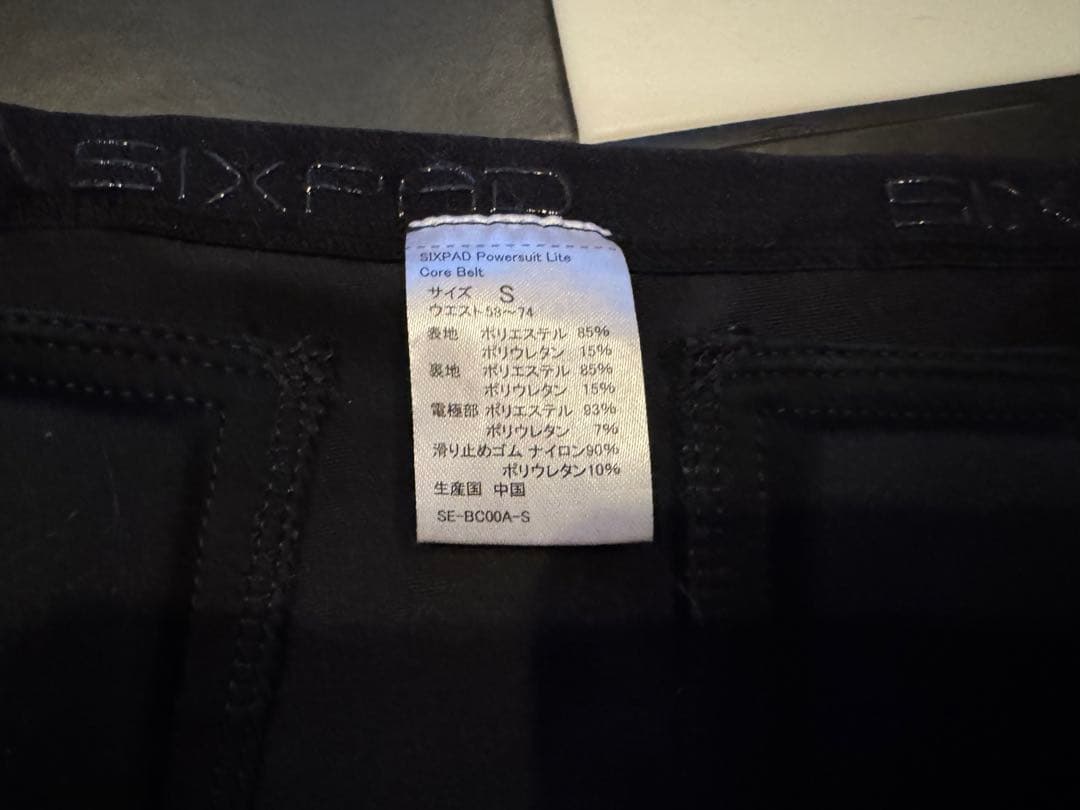 SIXPAD
SIX
SIXPAD Powersuit Lite
Core Belt
サイズ S
ウエスト58〜74
表地 ポリエステル 85%
ポリウレタン 15%
裏地 ポリエステル 85%
ポリウレタン 15%
電極部 ポリエステル 93%
ポリウレタン 7%
滑り止めゴム ナイロン90%
ポリウレタン10%
生産国 中国
SE-BC00A-S